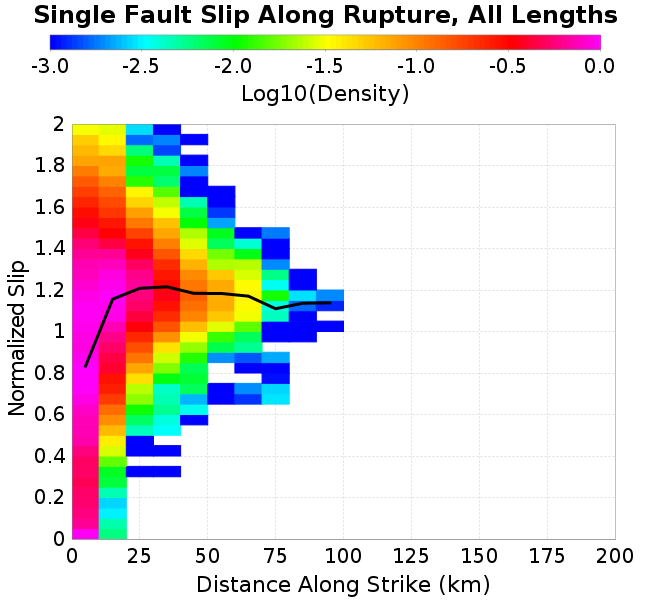 Single Fault Slip Along Rupture, All Lengths
-3.0 -2.5 -2.0 -1.5 -1.0 -0.5 0.0
Log10(Density)
2
1.8
1.6
1.4
1.2
1
0.8
0.6
0.4
0.2
0
Normalized Slip
0 25 50 75 100 125 150 175 200
Distance Along Strike (km)